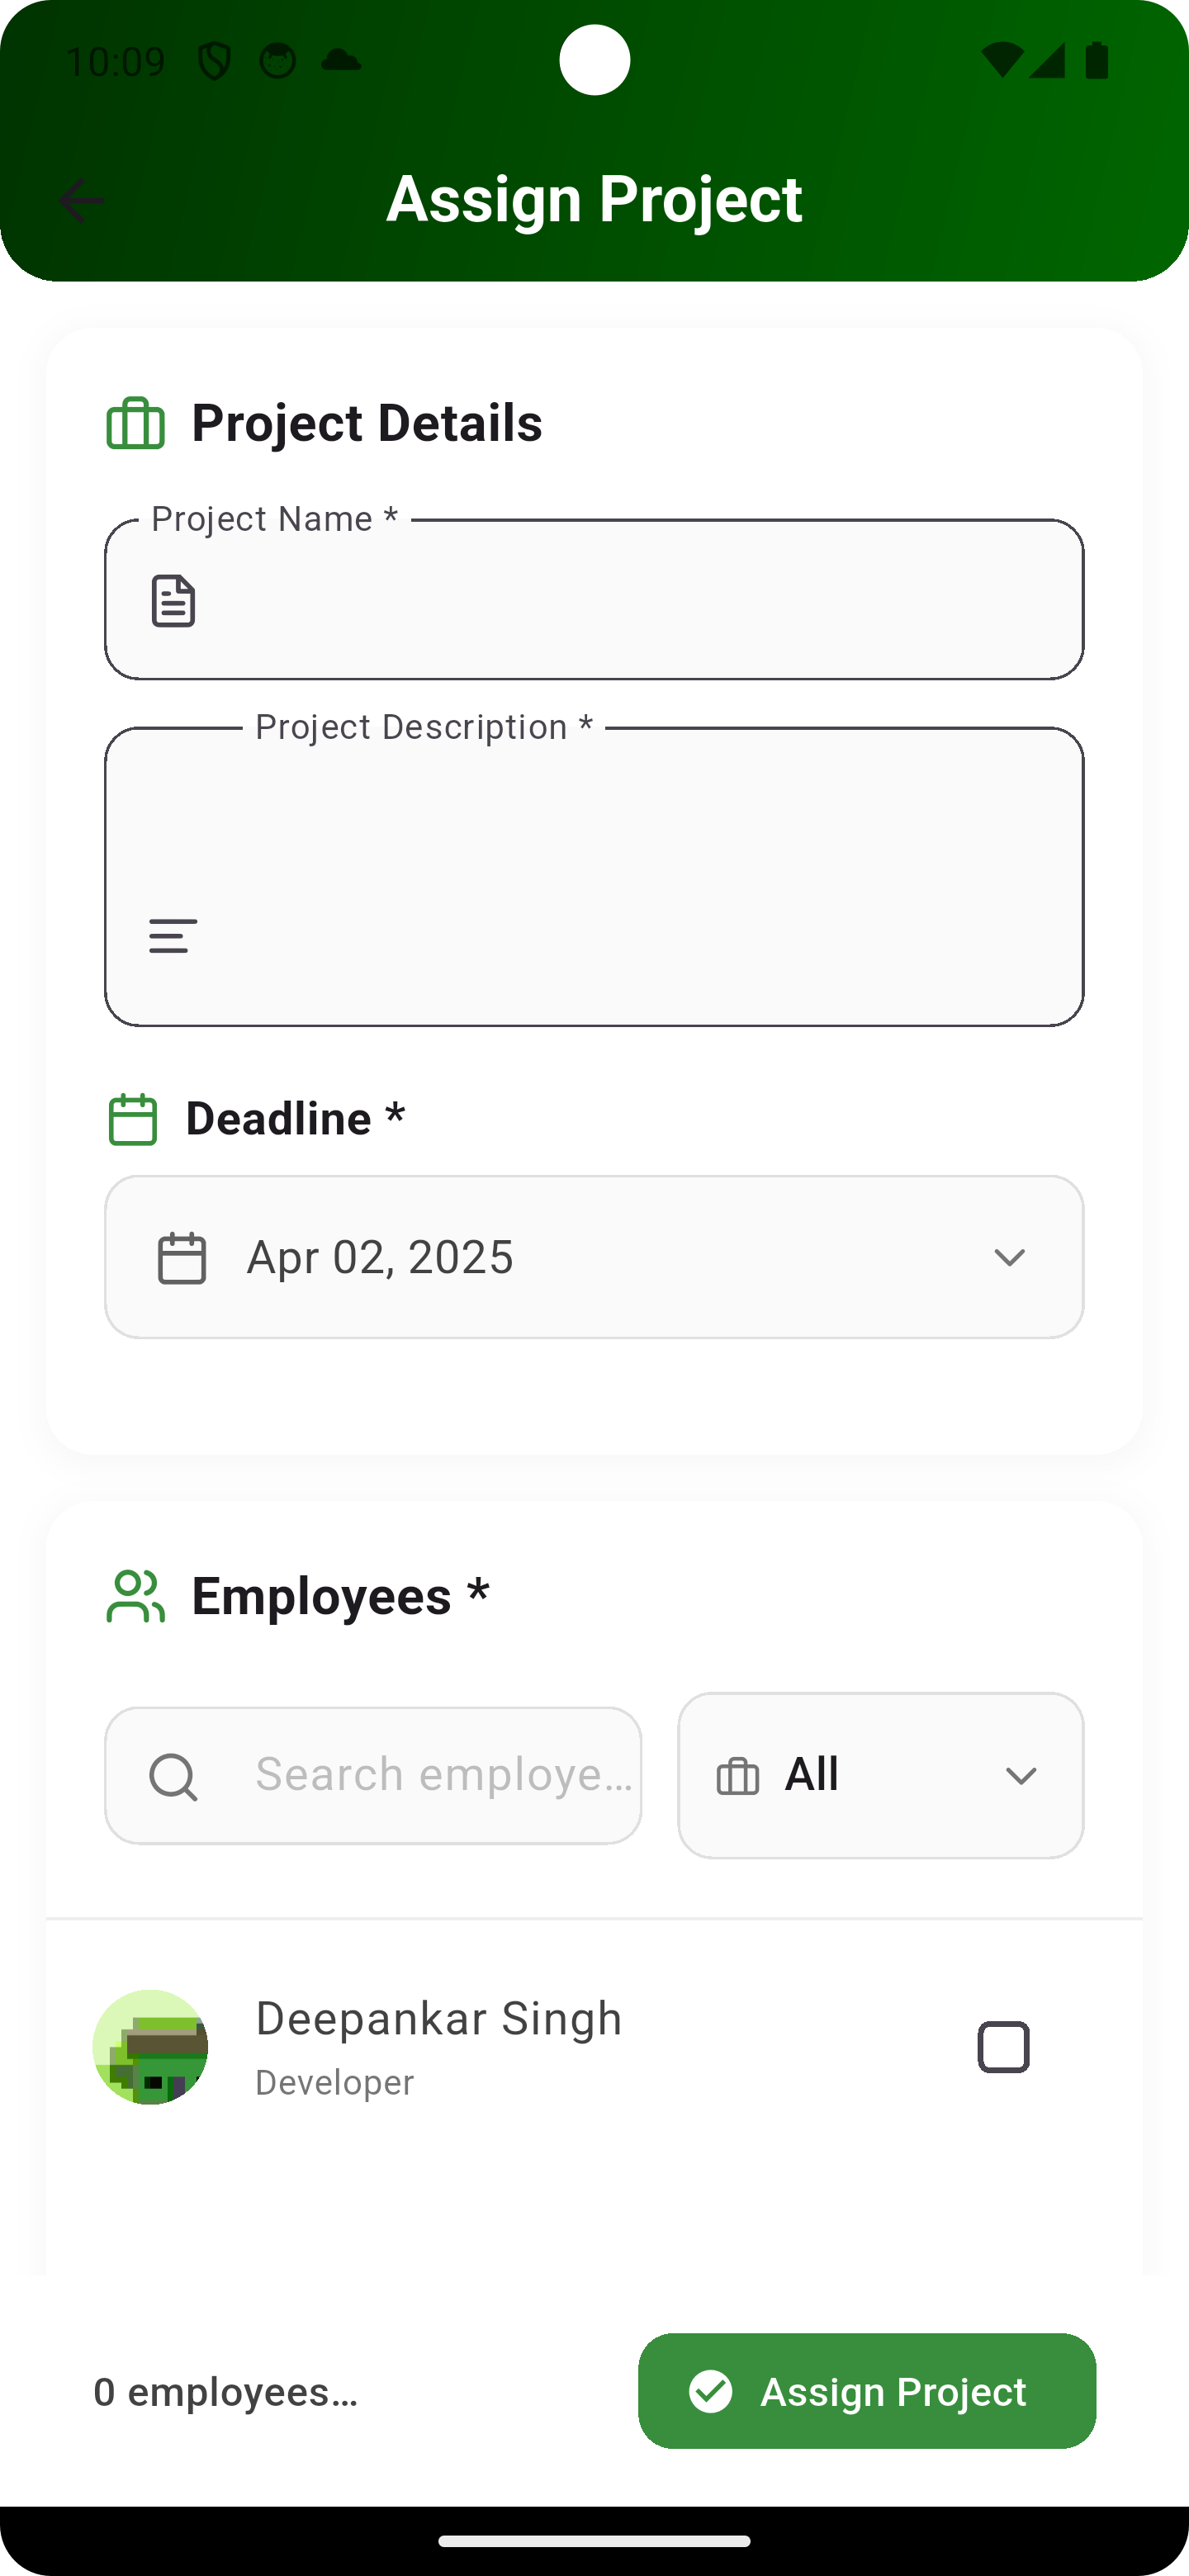 10:09
Assign Project
Project Details
Project Name *
Project Description *
Deadline *
Apr 02, 2025
Employees *
Search employe...
All
Deepankar Singh
Developer
0 employees...
Assign Project